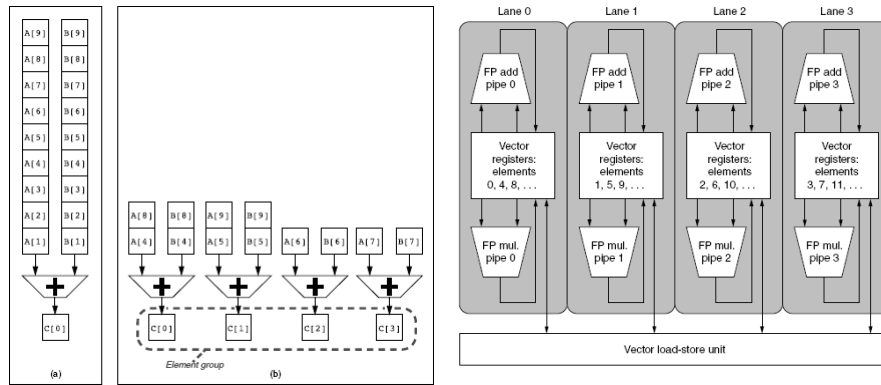 A[9] B[9]
A[8] B[8]
A[7] B[7]
A[6] B[6]
A[5] B[5]
A[4] B[4]
A[3] B[3]
A[2] B[2]
A[1] B[1]
+
C[0]
(a)
A[8] B[8] A[9] B[9]
A[4] B[4] A[5] B[5] A[6] B[6] A[7] B[7]
+ + + +
C[0] C[1] C[2] C[3]
Element group
(b)
Lane 0 Lane 1 Lane 2 Lane 3
FP add
pipe 0
FP add
pipe 1
FP add
pipe 2
FP add
pipe 3
Vector
registers:
elements
0, 4, 8, . . .
Vector
registers:
elements
1, 5, 9, . . .
Vector
registers:
elements
2, 6, 10, . . .
Vector
registers:
elements
3, 7, 11, . . .
FP mul.
pipe 0
FP mul.
pipe 1
FP mul.
pipe 2
FP mul.
pipe 3
Vector load-store unit